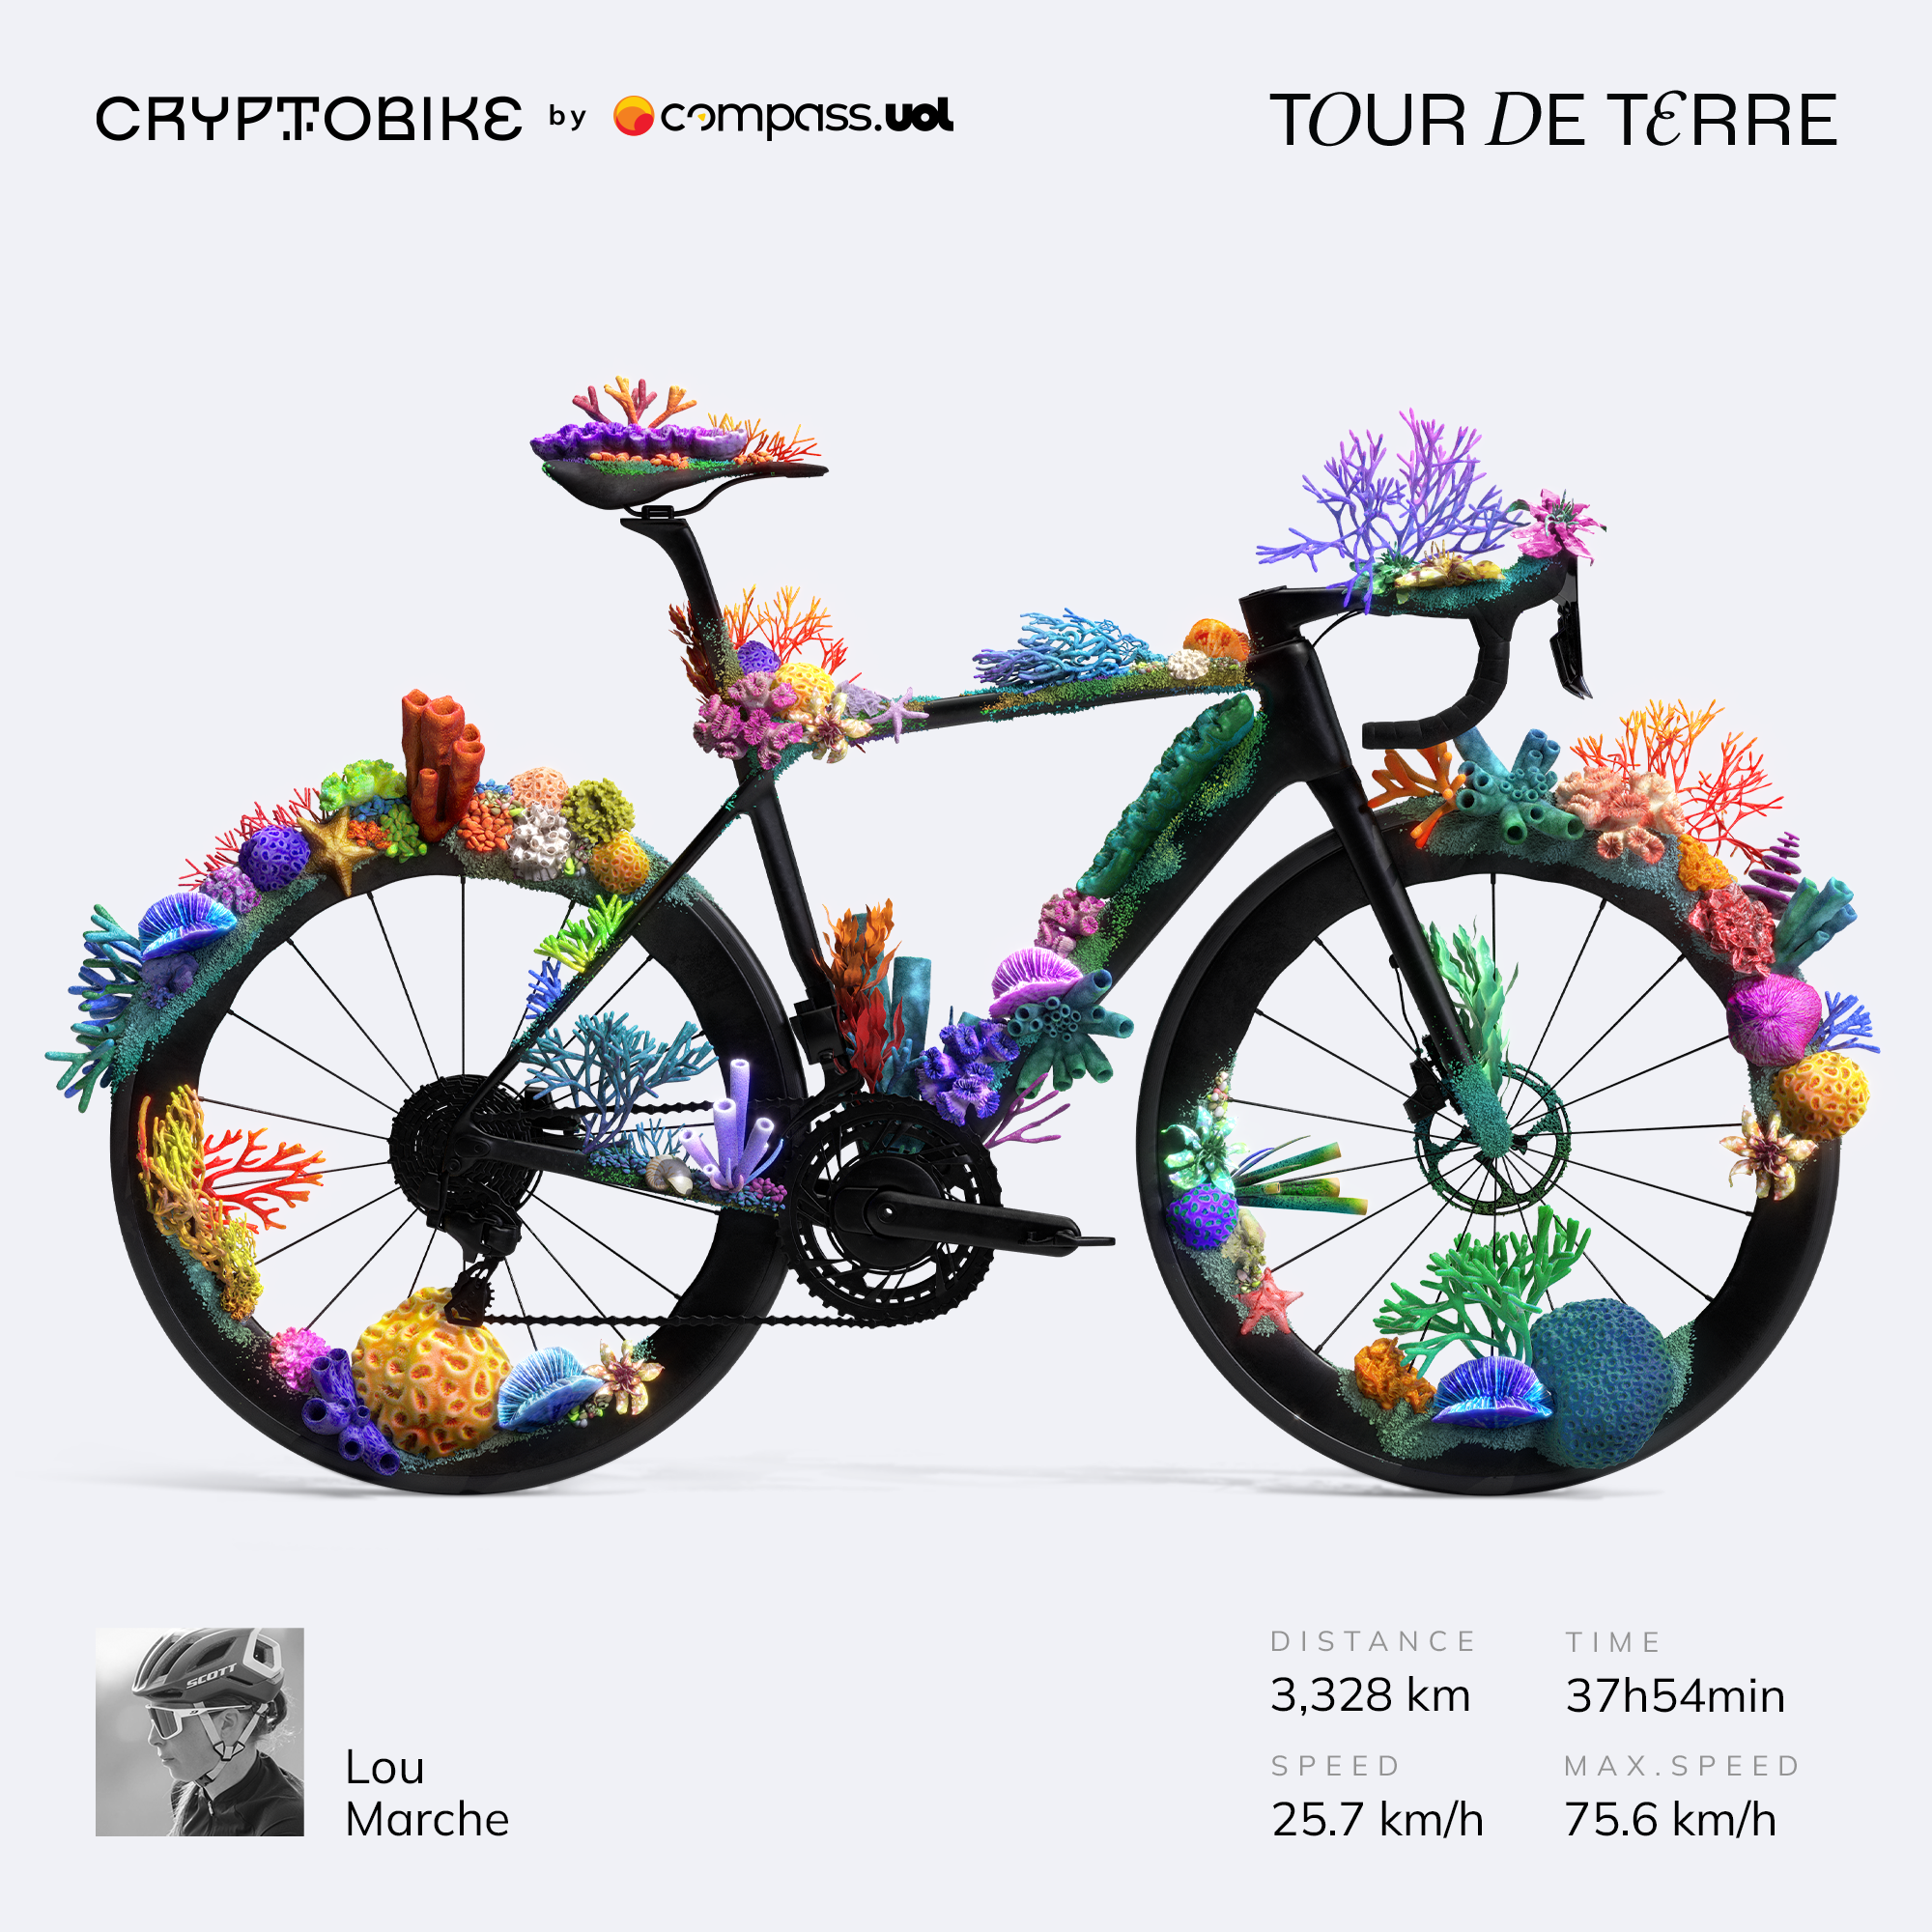 CRYPTOBIKE by compass.uol
TOUR DE TERRE
SCOTT
Lou
Marche
DISTANCE
3,328 km
TIME
37h54min
SPEED
25.7 km/h
MAX.SPEED
75.6 km/h